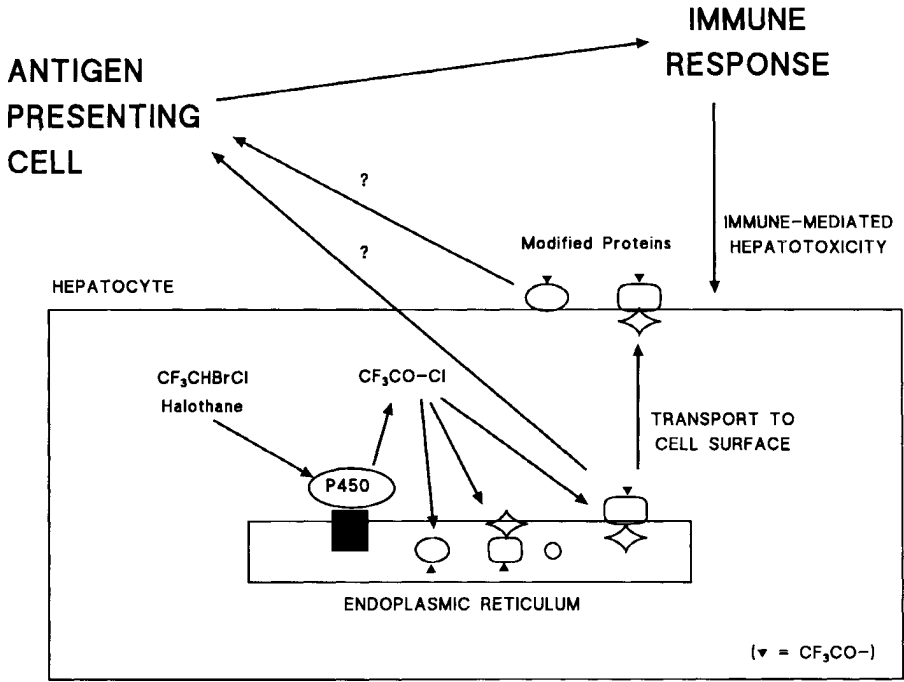 IMMUNE
RESPONSE
ANTIGEN
PRESENTING
CELL
?
?
Modified Proteins
IMMUNE-MEDIATED
HEPATOTOXICITY
HEPATOCYTE
CF₃CHBrCl
Halothane
CF₃CO-Cl
TRANSPORT TO
CELL SURFACE
P450
ENDOPLASMIC RETICULUM
(▾ = CF₃CO-)